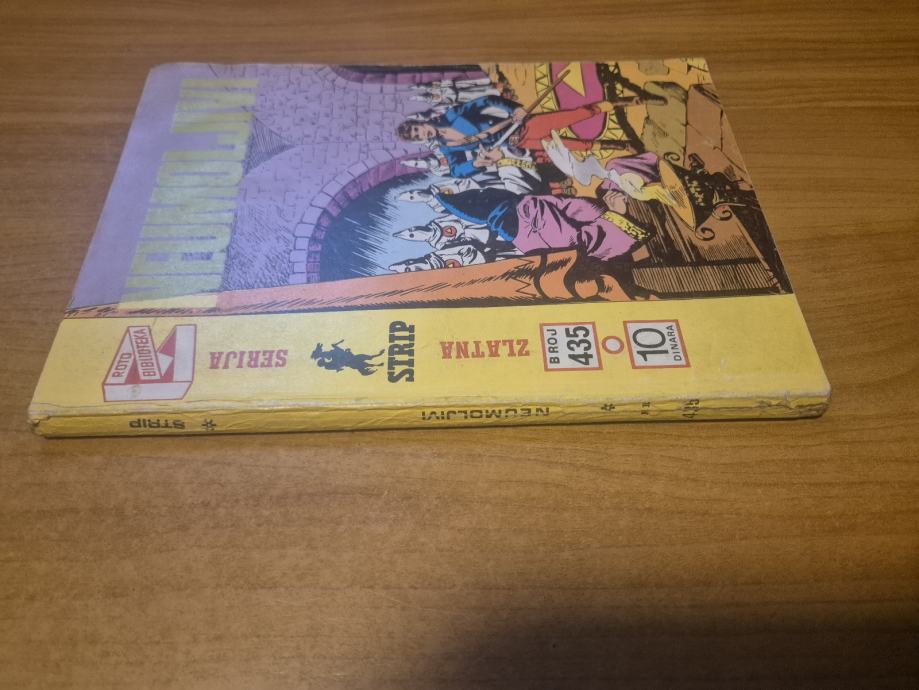 NEUMOLJIVI
ROTO
BIBLIOTEKA
SERIJA
STRIP
ZLATNA
BROJ
435
10
DINARA
STRIP
*
NEUMOLJIVI
*
435